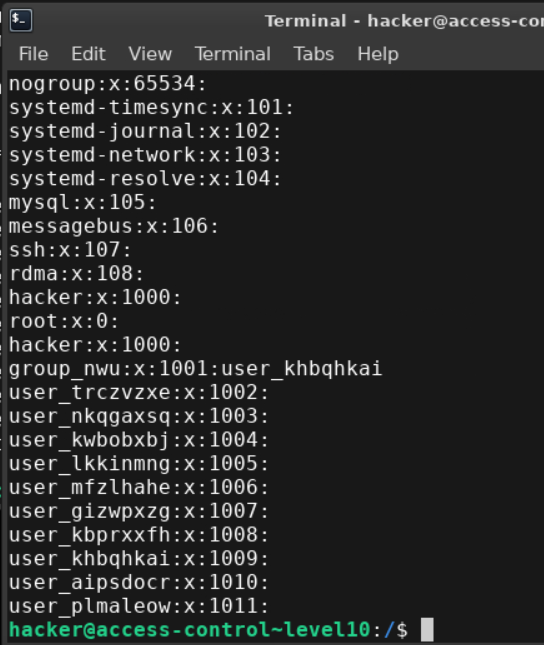 Terminal - hacker@access-co
File Edit View Terminal Tabs Help
nogroup:x:65534:
systemd-timesync:x:101:
systemd-journal:x:102:
systemd-network:x:103:
systemd-resolve:x:104:
mysql:x:105:
messagebus:x:106:
ssh:x:107:
rdma:x:108:
hacker:x:1000:
root:x:0:
hacker:x:1000:
group_nwu:x:1001:user_khbqhkai
user_trczvzxe:x:1002:
user_nkqgaxsq:x:1003:
user_kwbobxbj:x:1004:
user_lkkinmng:x:1005:
user_mfzlhahe:x:1006:
user_gizwpxzg:x:1007:
user_kbprxxfh:x:1008:
user_khbqhkai:x:1009:
user_aipsdocr:x:1010:
user_plmaleow:x:1011:
hacker@access-control~level10:/$